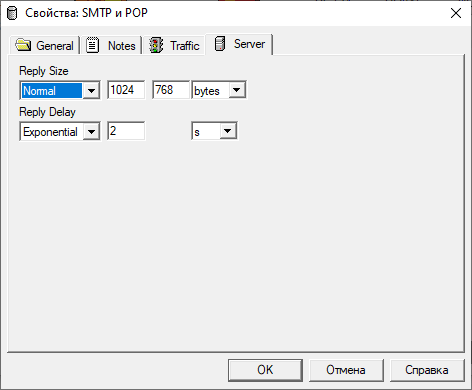 Свойства: SMTP и POP
General Notes Traffic Server
Reply Size
Normal 1024 768 bytes
Reply Delay
Exponential 2 s
OK Отмена Справка